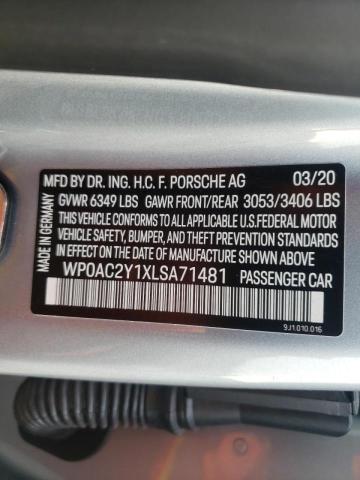 MFD BY DR. ING. H.C. F. PORSCHE AG 03/20
GVWR 6349 LBS GAWR FRONT/REAR 3053/3406 LBS
THIS VEHICLE CONFORMS TO ALL APPLICABLE U.S. FEDERAL MOTOR
VEHICLE SAFETY, BUMPER, AND THEFT PREVENTION STANDARDS
IN EFFECT ON THE DATE OF MANUFACTURE SHOWN ABOVE.
WP0AC2Y1XLSA71481 PASSENGER CAR
9J1.010.016
MADE IN GERMANY